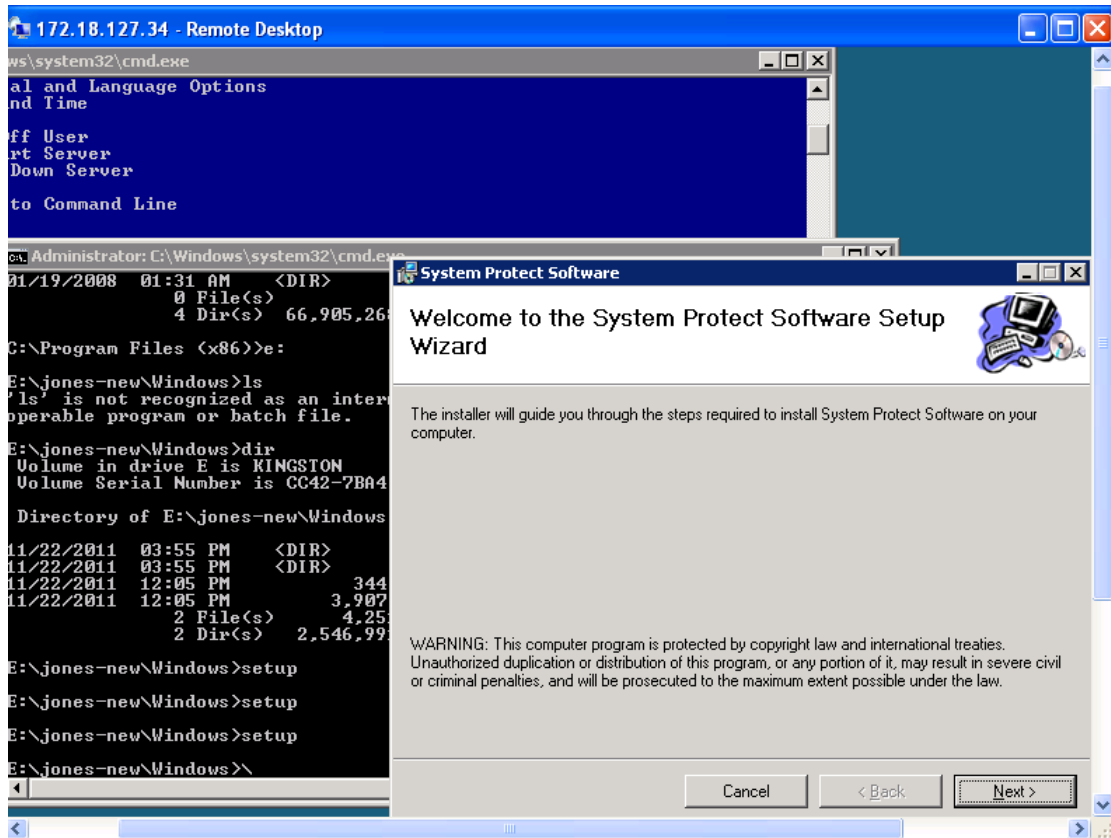 172.18.127.34 - Remote Desktop
ws\system32\cmd.exe
al and Language Options
nd Time
ff User
rt Server
Down Server
to Command Line
Administrator: C:\Windows\system32\cmd.exe
01/19/2008 01:31 AM <DIR>
0 File(s)
4 Dir(s) 66,905,26
C:\Program Files (x86)>e:
E:\jones-new\Windows>ls
'ls' is not recognized as an inter
operable program or batch file.
E:\jones-new\Windows>dir
Volume in drive E is KINGSTON
Volume Serial Number is CC42-7BA4
Directory of E:\jones-new\Windows
11/22/2011 03:55 PM <DIR>
11/22/2011 03:55 PM <DIR>
11/22/2011 12:05 PM 344
11/22/2011 12:05 PM 3,907
2 File(s) 4,25
2 Dir(s) 2,546,99
E:\jones-new\Windows>setup
E:\jones-new\Windows>setup
E:\jones-new\Windows>setup
E:\jones-new\Windows>\
System Protect Software
Welcome to the System Protect Software Setup
Wizard
The installer will guide you through the steps required to install System Protect Software on your
computer.
WARNING: This computer program is protected by copyright law and international treaties.
Unauthorized duplication or distribution of this program, or any portion of it, may result in severe civil
or criminal penalties, and will be prosecuted to the maximum extent possible under the law.
Cancel
< Back
Next >